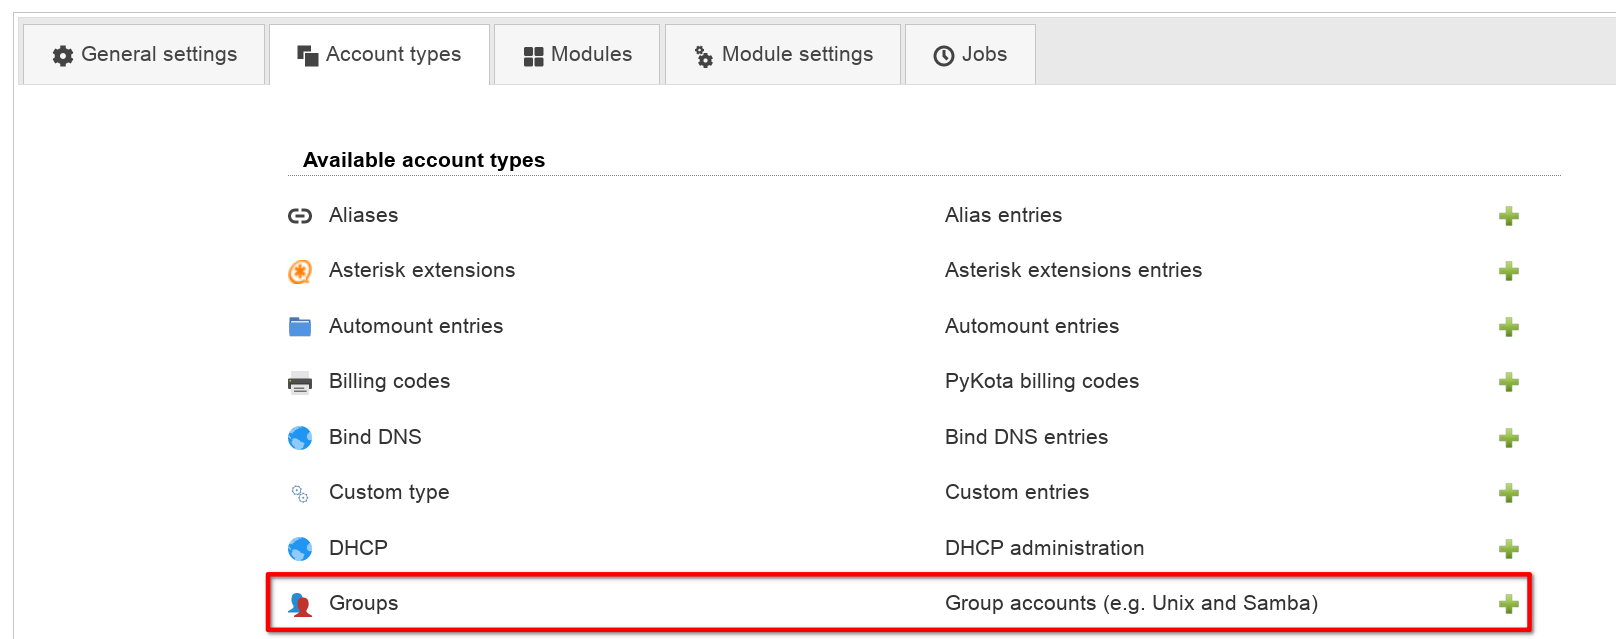 General settings Account types Modules Module settings Jobs
Available account types
Aliases Alias entries
Asterisk extensions Asterisk extensions entries
Automount entries Automount entries
Billing codes PyKota billing codes
Bind DNS Bind DNS entries
Custom type Custom entries
DHCP DHCP administration
Groups Group accounts (e.g. Unix and Samba)